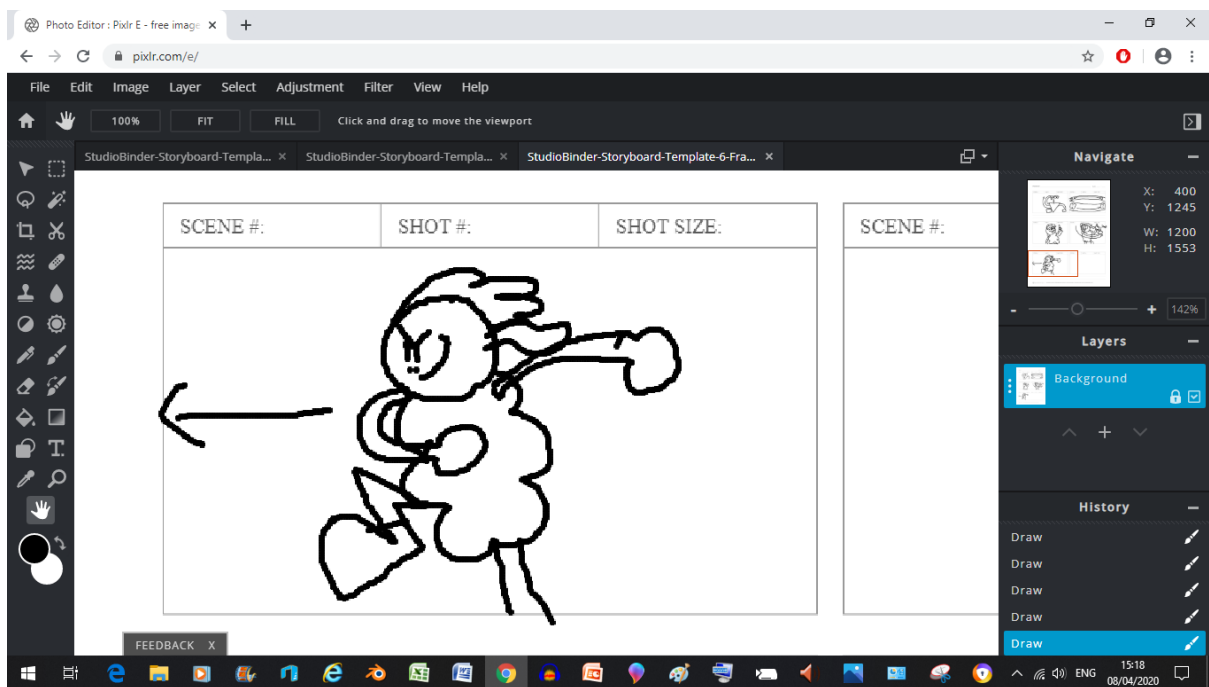 Photo Editor : Pixlr E - free image
pixlr.com/e/
File Edit Image Layer Select Adjustment Filter View Help
100% FIT FILL Click and drag to move the viewport
StudioBinder-Storyboard-Templa... × StudioBinder-Storyboard-Templa... × StudioBinder-Storyboard-Template-6-Fra... ×
Navigate
X: 400
Y: 1245
W: 1200
H: 1553
SCENE #: SHOT #: SHOT SIZE: SCENE #:
- + 142%
Layers
Background
History
Draw
Draw
Draw
Draw
Draw
FEEDBACK X
ENG 15:18
08/04/2020